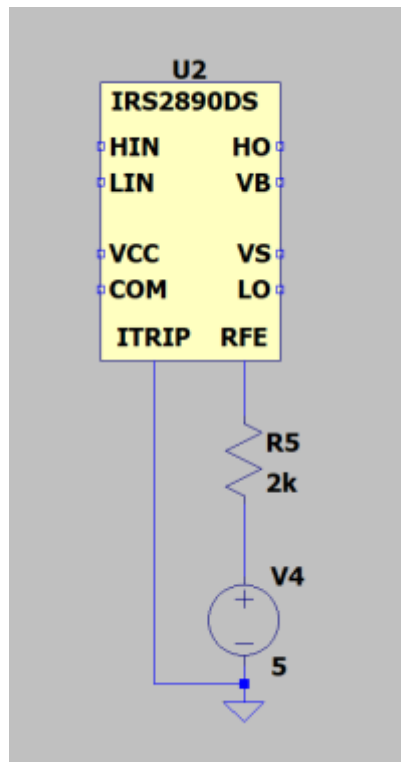 U2
IRS2890DS
HIN HO
LIN VB
VCC VS
COM LO
ITRIP RFE
R5
2k
V4
+
−
5